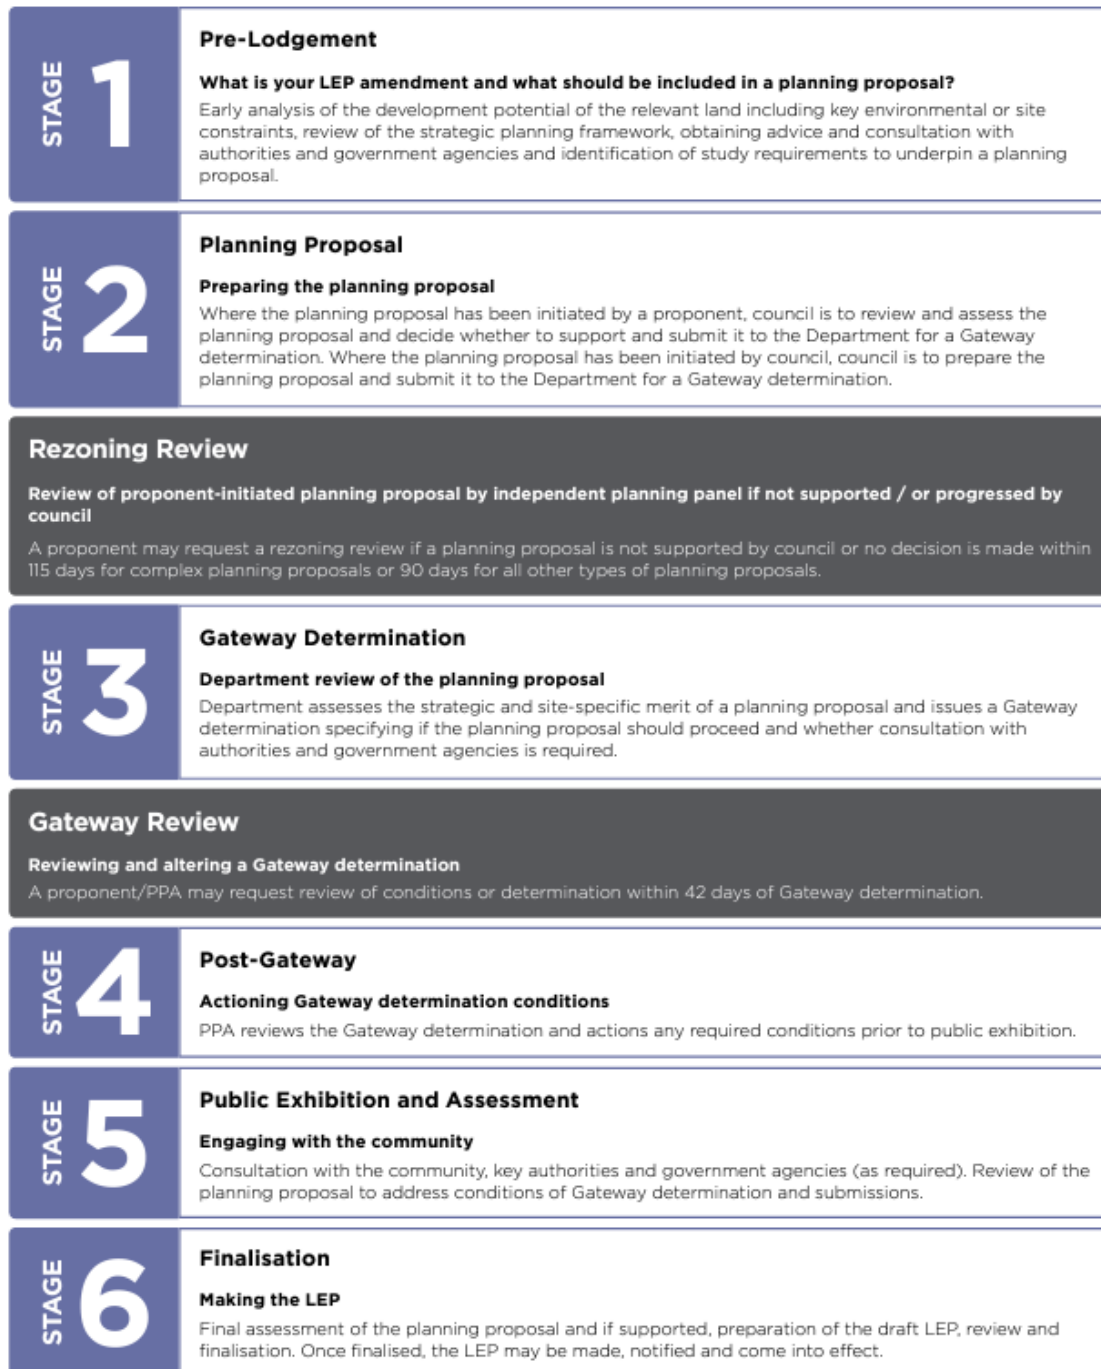 STAGE 1
Pre-Lodgement
What is your LEP amendment and what should be included in a planning proposal?
Early analysis of the development potential of the relevant land including key environmental or site
constraints, review of the strategic planning framework, obtaining advice and consultation with
authorities and government agencies and identification of study requirements to underpin a planning
proposal.
STAGE 2
Planning Proposal
Preparing the planning proposal
Where the planning proposal has been initiated by a proponent, council is to review and assess the
planning proposal and decide whether to support and submit it to the Department for a Gateway
determination. Where the planning proposal has been initiated by council, council is to prepare the
planning proposal and submit it to the Department for a Gateway determination.
Rezoning Review
Review of proponent-initiated planning proposal by independent planning panel if not supported / or progressed by
council
A proponent may request a rezoning review if a planning proposal is not supported by council or no decision is made within
115 days for complex planning proposals or 90 days for all other types of planning proposals.
STAGE 3
Gateway Determination
Department review of the planning proposal
Department assesses the strategic and site-specific merit of a planning proposal and issues a Gateway
determination specifying if the planning proposal should proceed and whether consultation with
authorities and government agencies is required.
Gateway Review
Reviewing and altering a Gateway determination
A proponent/PPA may request review of conditions or determination within 42 days of Gateway determination.
STAGE 4
Post-Gateway
Actioning Gateway determination conditions
PPA reviews the Gateway determination and actions any required conditions prior to public exhibition.
STAGE 5
Public Exhibition and Assessment
Engaging with the community
Consultation with the community, key authorities and government agencies (as required). Review of the
planning proposal to address conditions of Gateway determination and submissions.
STAGE 6
Finalisation
Making the LEP
Final assessment of the planning proposal and if supported, preparation of the draft LEP, review and
finalisation. Once finalised, the LEP may be made, notified and come into effect.